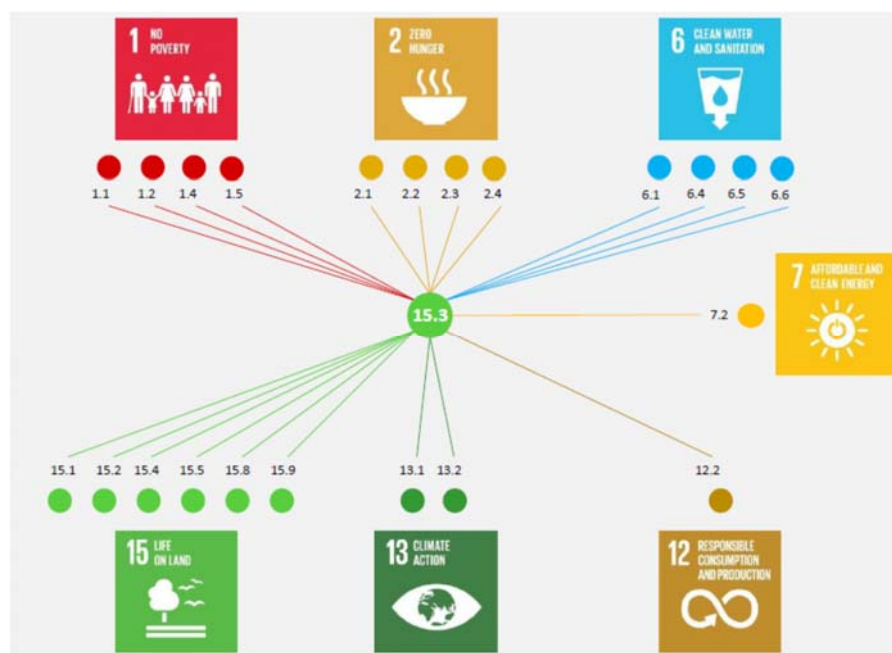 1 NO
POVERTY
2 ZERO
HUNGER
6 CLEAN WATER
AND SANITATION
1.1 1.2 1.4 1.5
2.1 2.2 2.3 2.4
6.1 6.4 6.5 6.6
7 AFFORDABLE AND
CLEAN ENERGY
15.3
7.2
15.1 15.2 15.4 15.5 15.8 15.9
13.1 13.2
12.2
15 LIFE
ON LAND
13 CLIMATE
ACTION
12 RESPONSIBLE
CONSUMPTION
AND PRODUCTION